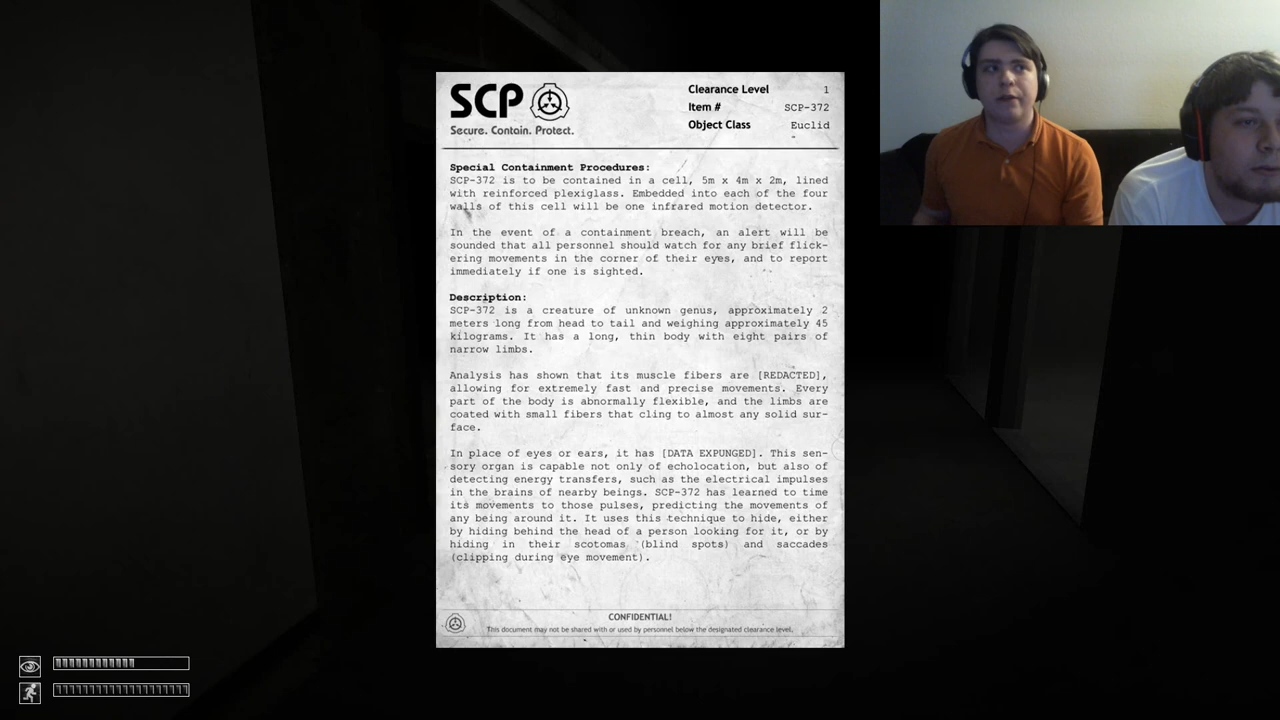 SCP
Secure. Contain. Protect.
Clearance Level 1
Item # SCP-372
Object Class Euclid
Special Containment Procedures:
SCP-372 is to be contained in a cell, 5m x 4m x 2m, lined
with reinforced plexiglass. Embedded into each of the four
walls of this cell will be one infrared motion detector.
In the event of a containment breach, an alert will be
sounded that all personnel should watch for any brief flick-
ering movements in the corner of their eyes, and to report
immediately if one is sighted.
Description:
SCP-372 is a creature of unknown genus, approximately 2
meters long from head to tail and weighing approximately 45
kilograms. It has a long, thin body with eight pairs of
narrow limbs.
Analysis has shown that its muscle fibers are [REDACTED],
allowing for extremely fast and precise movements. Every
part of the body is abnormally flexible, and the limbs are
coated with small fibers that cling to almost any solid sur-
face.
In place of eyes or ears, it has [DATA EXPUNGED]. This sen-
sory organ is capable not only of echolocation, but also of
detecting energy transfers, such as the electrical impulses
in the brains of nearby beings. SCP-372 has learned to time
its movements to those pulses, predicting the movements of
any being around it. It uses this technique to hide, either
by hiding behind the head of a person looking for it, or by
hiding in their scotomas (blind spots) and saccades
(clipping during eye movement).
CONFIDENTIAL!
This document may not be shared with or used by personnel below the designated clearance level.